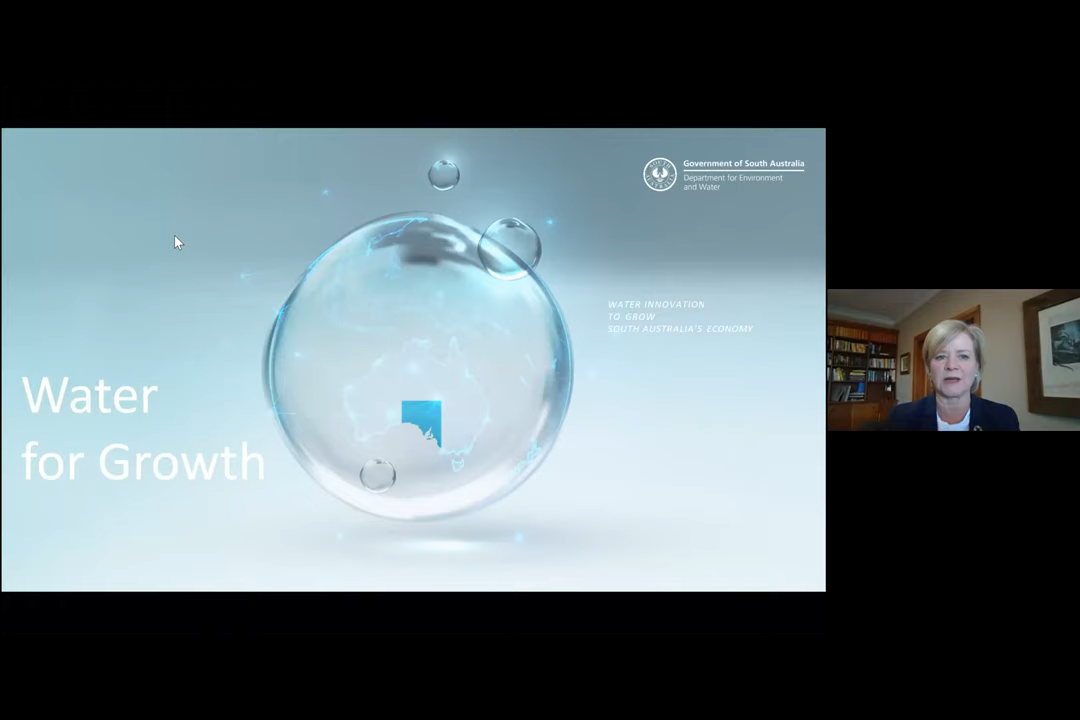 Government of South Australia
Department for Environment
and Water
WATER INNOVATION
TO GROW
SOUTH AUSTRALIA'S ECONOMY
Water
for Growth